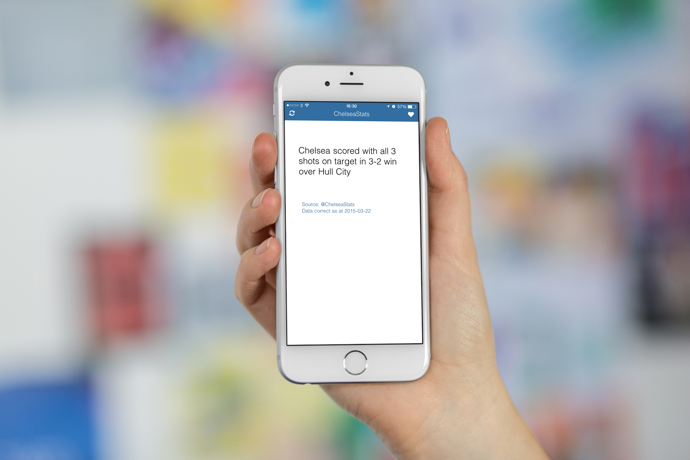 16:30
37%
ChelseaStats
Chelsea scored with all 3
shots on target in 3-2 win
over Hull City
Source: @ChelseaStats
Data correct as at 2015-03-22